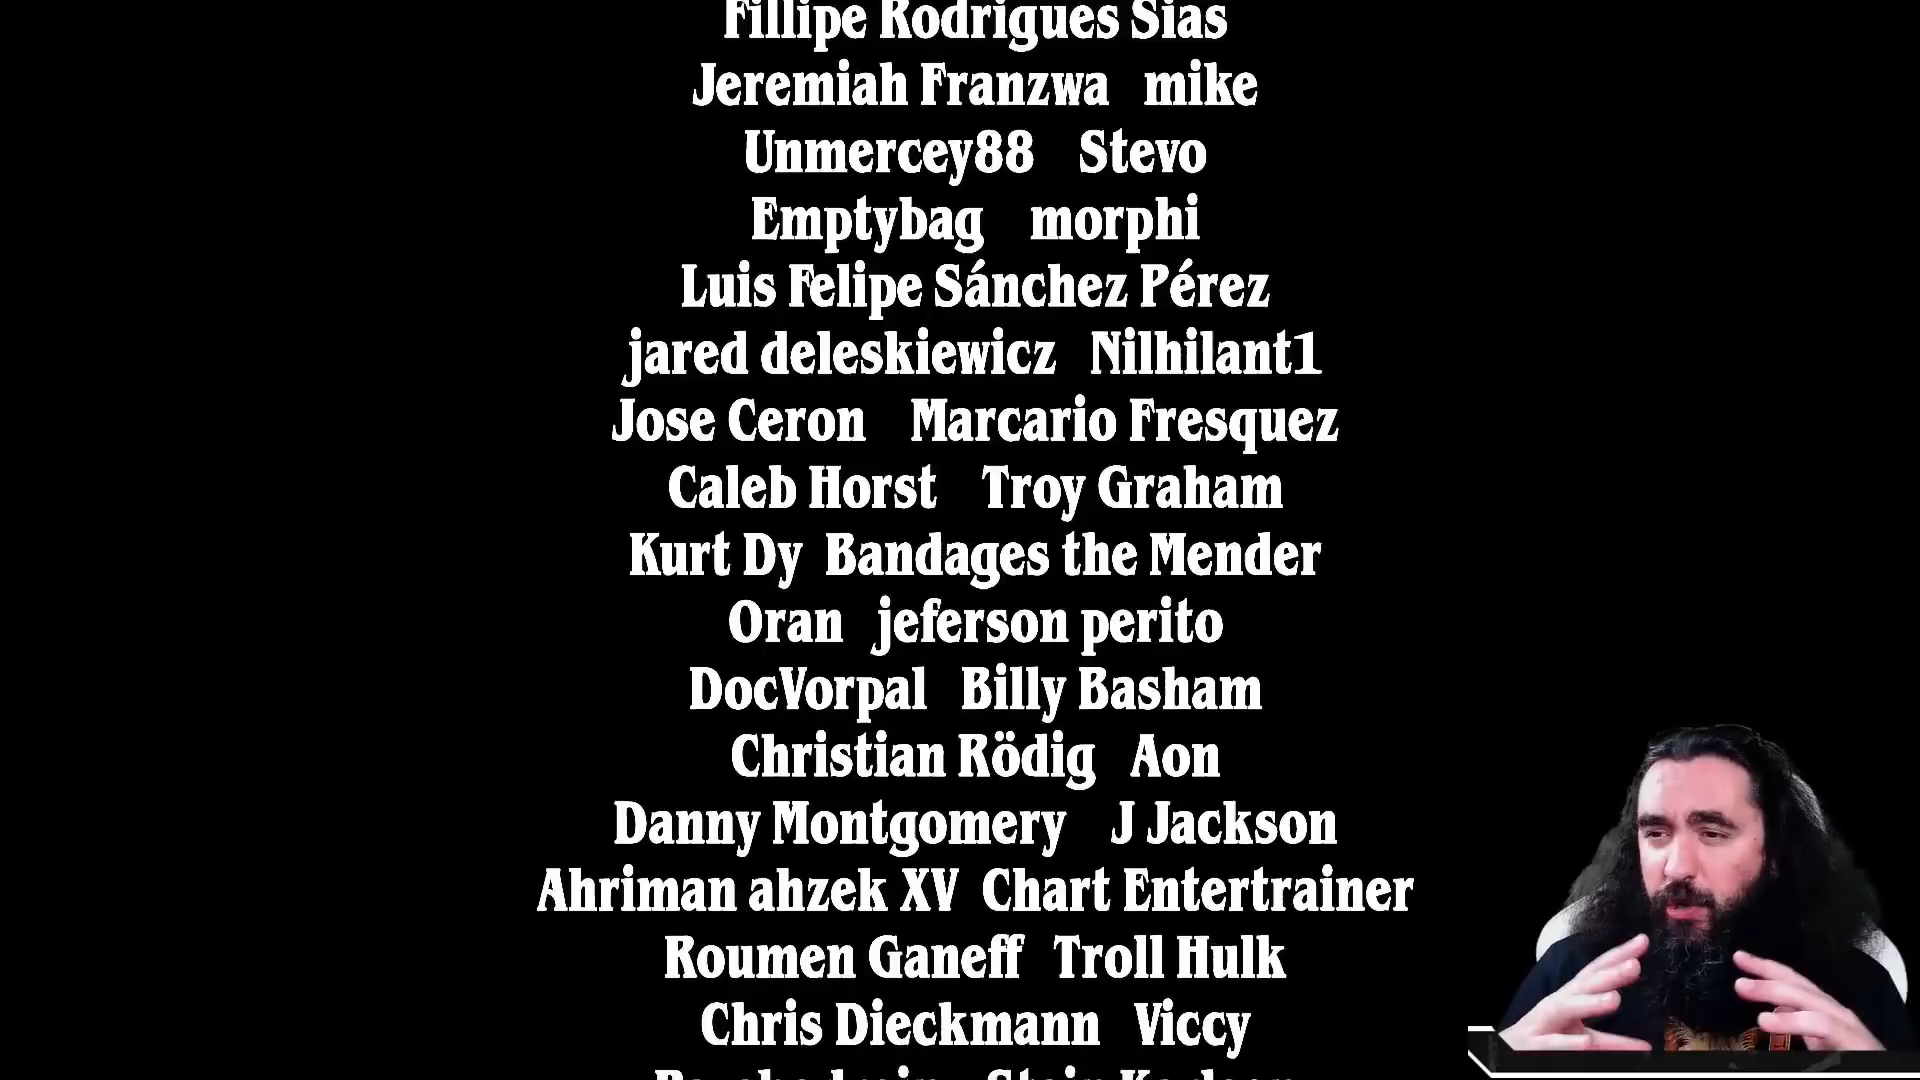 Fillipe Rodrigues Sias
Jeremiah Franzwa mike
Unmercey88 Stevo
Emptybag morphi
Luis Felipe Sánchez Pérez
jared deleskiewicz Nilhilant1
Jose Ceron Marcario Fresquez
Caleb Horst Troy Graham
Kurt Dy Bandages the Mender
Oran jeferson perito
DocVorpal Billy Basham
Christian Rödig Aon
Danny Montgomery J Jackson
Ahriman ahzek XV Chart Entertrainer
Roumen Ganeff Troll Hulk
Chris Dieckmann Viccy